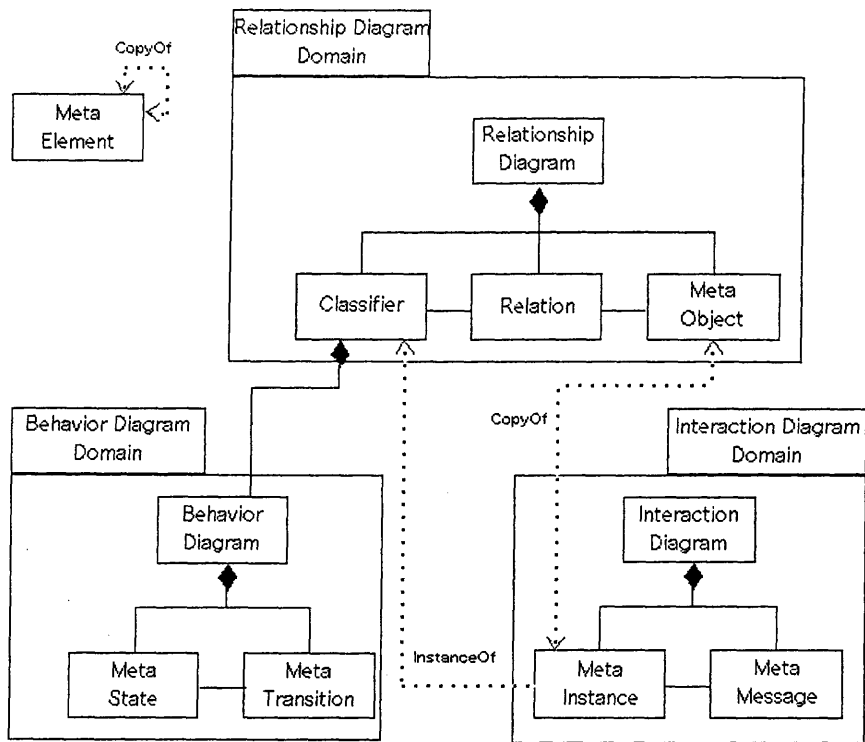 Relationship Diagram
Domain
CopyOf
Meta
Element
Relationship
Diagram
Classifier
Relation
Meta
Object
CopyOf
Behavior Diagram
Domain
Interaction Diagram
Domain
Behavior
Diagram
Interaction
Diagram
InstanceOf
Meta
State
Meta
Transition
Meta
Instance
Meta
Message